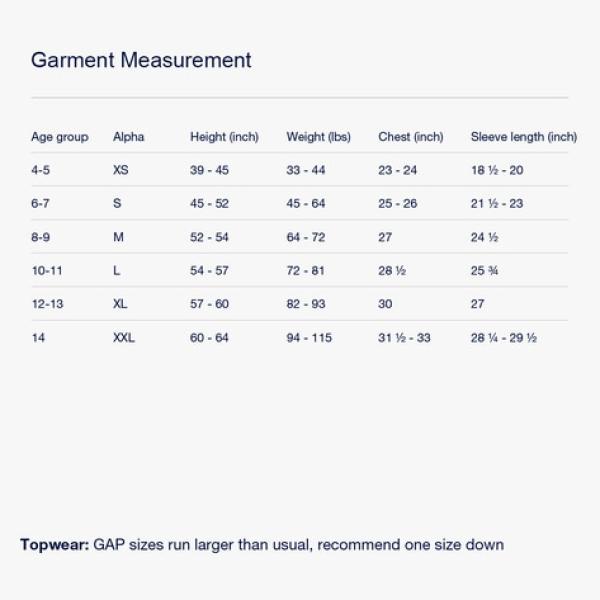 Garment Measurement
Age group Alpha Height (inch) Weight (lbs) Chest (inch) Sleeve length (inch)
4-5 XS 39 - 45 33 - 44 23 - 24 18 ½ - 20
6-7 S 45 - 52 45 - 64 25 - 26 21 ½ - 23
8-9 M 52 - 54 64 - 72 27 24 ½
10-11 L 54 - 57 72 - 81 28 ½ 25 ¾
12-13 XL 57 - 60 82 - 93 30 27
14 XXL 60 - 64 94 - 115 31 ½ - 33 28 ¼ - 29 ½
Topwear: GAP sizes run larger than usual, recommend one size down